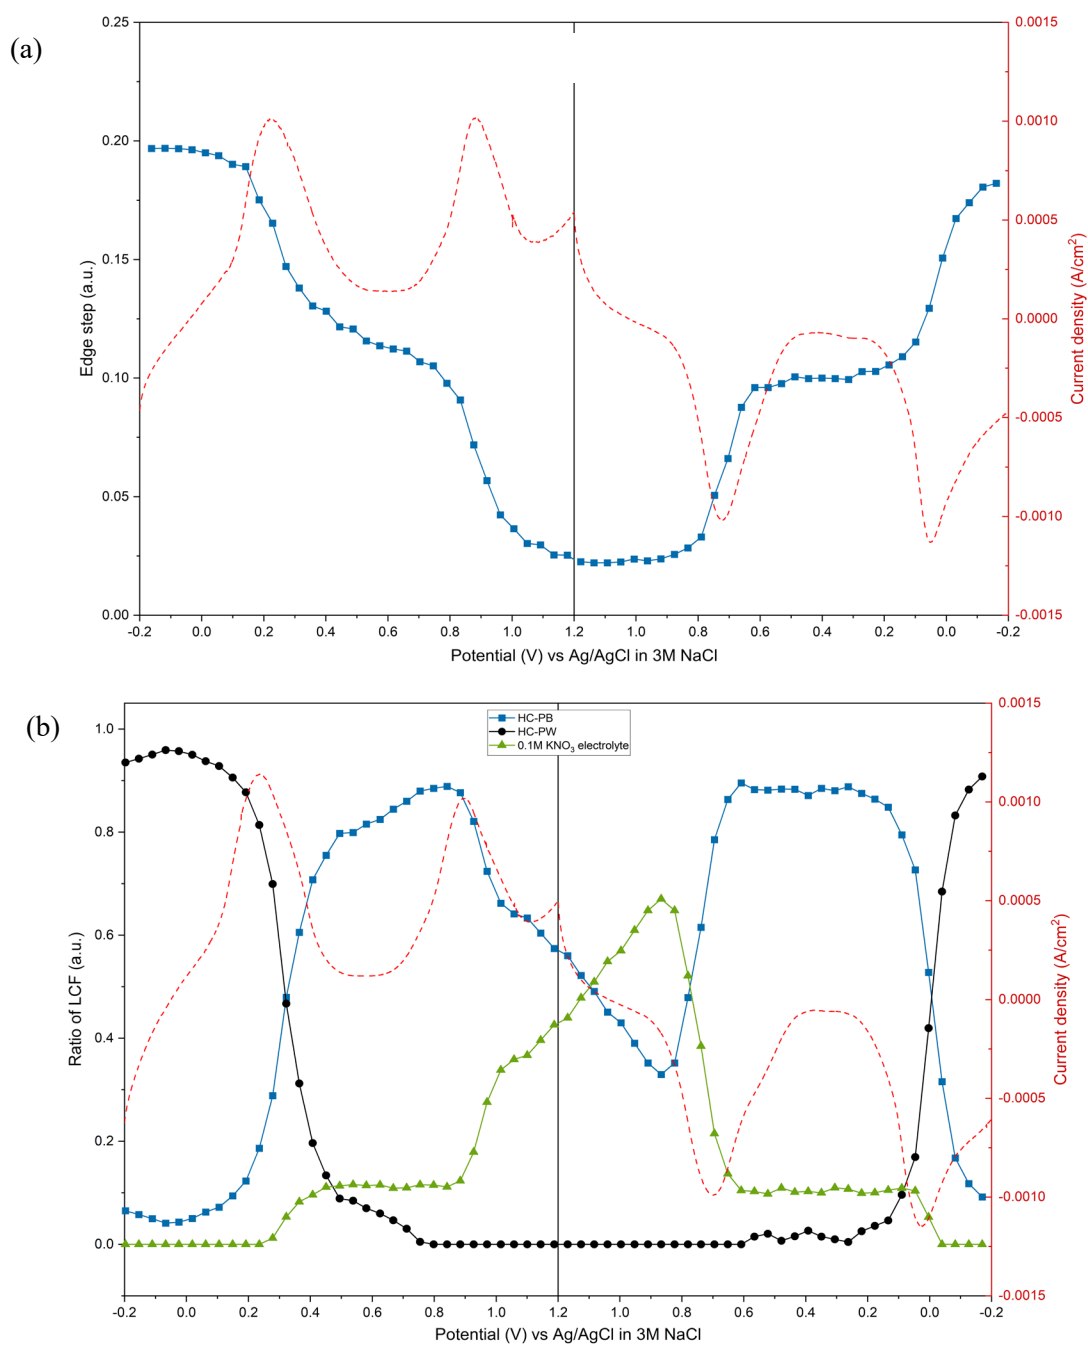 (a)
0.25
0.20
0.15
0.10
0.05
0.00
Edge step (a.u.)
0.0015
0.0010
0.0005
0.0000
-0.0005
-0.0010
-0.0015
Current density (A/cm²)
-0.2 0.0 0.2 0.4 0.6 0.8 1.0 1.2 1.0 0.8 0.6 0.4 0.2 0.0 -0.2
Potential (V) vs Ag/AgCl in 3M NaCl
(b)
HC-PB
HC-PW
0.1M KNO₃ electrolyte
1.0
0.8
0.6
0.4
0.2
0.0
Ratio of LCF (a.u.)
0.0015
0.0010
0.0005
0.0000
-0.0005
-0.0010
-0.0015
Current density (A/cm²)
-0.2 0.0 0.2 0.4 0.6 0.8 1.0 1.2 1.0 0.8 0.6 0.4 0.2 0.0 -0.2
Potential (V) vs Ag/AgCl in 3M NaCl